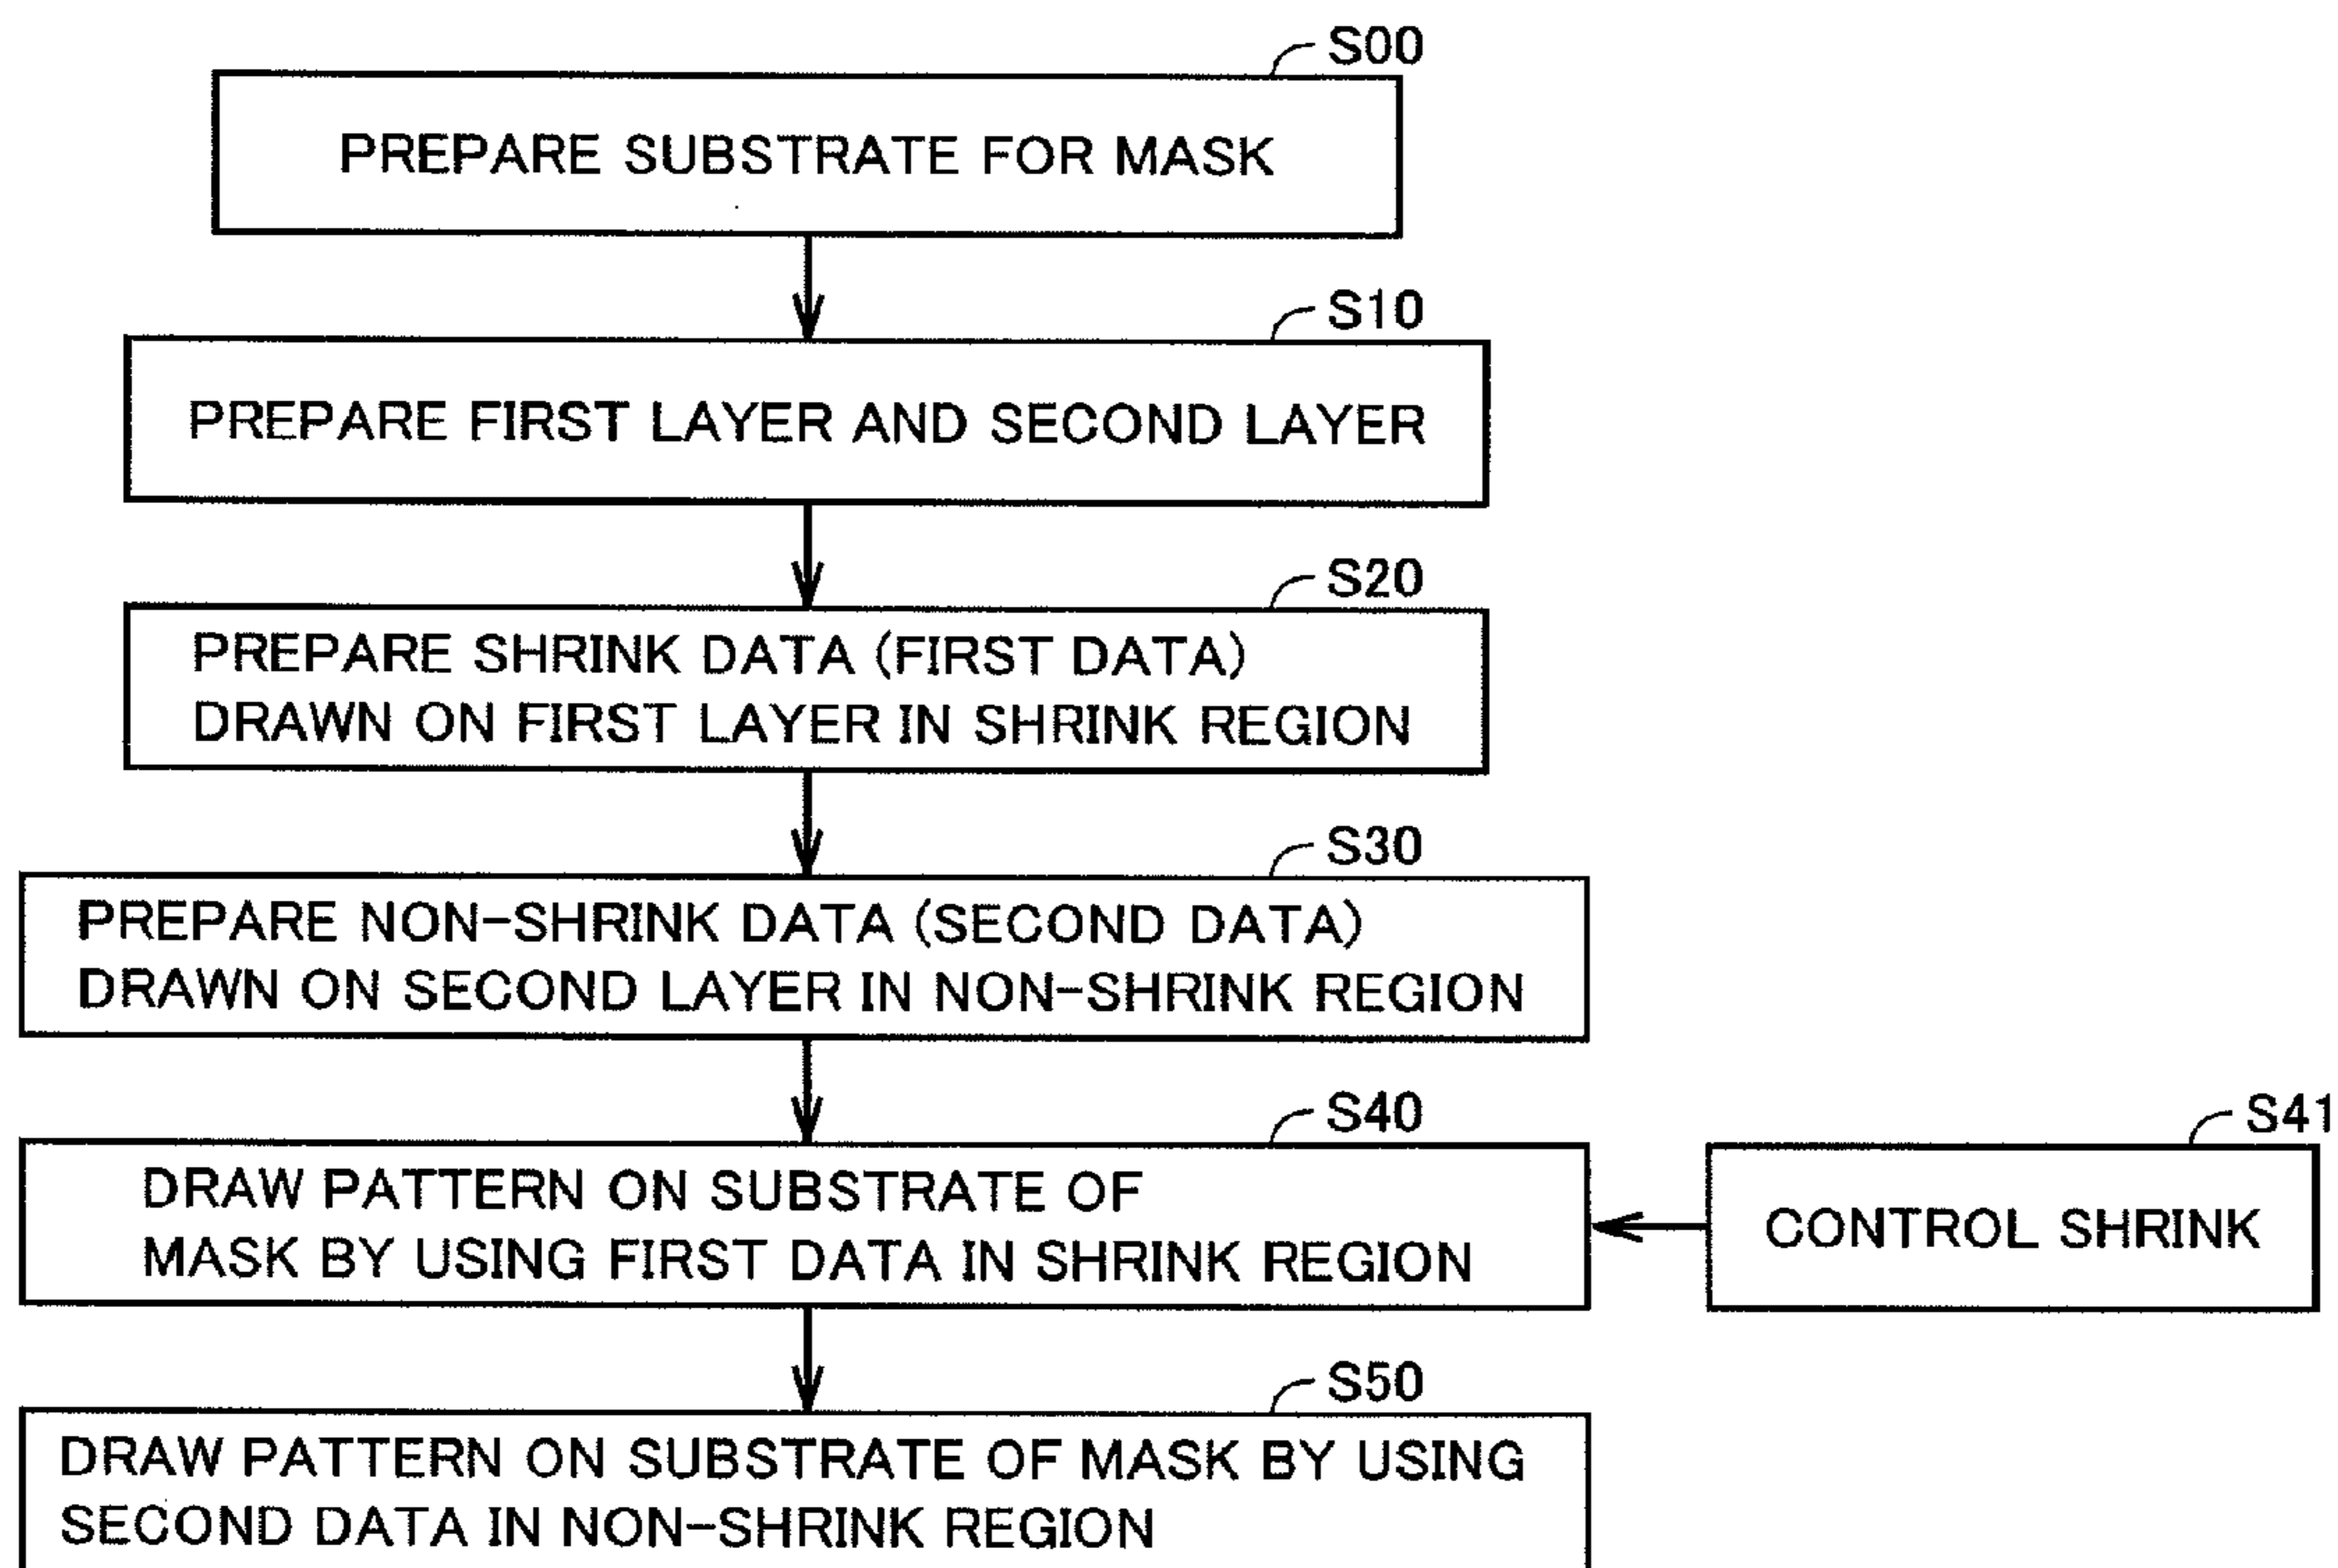 S00
PREPARE SUBSTRATE FOR MASK
S10
PREPARE FIRST LAYER AND SECOND LAYER
S20
PREPARE SHRINK DATA (FIRST DATA)
DRAWN ON FIRST LAYER IN SHRINK REGION
S30
PREPARE NON-SHRINK DATA (SECOND DATA)
DRAWN ON SECOND LAYER IN NON-SHRINK REGION
S40
DRAW PATTERN ON SUBSTRATE OF
MASK BY USING FIRST DATA IN SHRINK REGION
S41
CONTROL SHRINK
S50
DRAW PATTERN ON SUBSTRATE OF MASK BY USING
SECOND DATA IN NON-SHRINK REGION